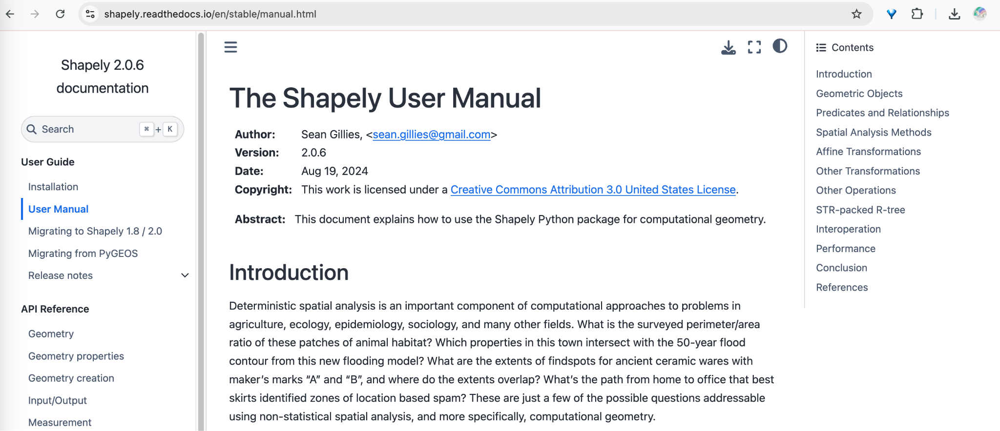 shapely.readthedocs.io/en/stable/manual.html
Shapely 2.0.6
documentation
Search
⌘ + K
User Guide
Installation
User Manual
Migrating to Shapely 1.8 / 2.0
Migrating from PyGEOS
Release notes
API Reference
Geometry
Geometry properties
Geometry creation
Input/Output
Measurement
The Shapely User Manual
Author: Sean Gillies, <sean.gillies@gmail.com>
Version: 2.0.6
Date: Aug 19, 2024
Copyright: This work is licensed under a Creative Commons Attribution 3.0 United States License.
Abstract: This document explains how to use the Shapely Python package for computational geometry.
Introduction
Deterministic spatial analysis is an important component of computational approaches to problems in
agriculture, ecology, epidemiology, sociology, and many other fields. What is the surveyed perimeter/area
ratio of these patches of animal habitat? Which properties in this town intersect with the 50-year flood
contour from this new flooding model? What are the extents of findspots for ancient ceramic wares with
maker’s marks “A” and “B”, and where do the extents overlap? What’s the path from home to office that best
skirts identified zones of location based spam? These are just a few of the possible questions addressable
using non-statistical spatial analysis, and more specifically, computational geometry.
Contents
Introduction
Geometric Objects
Predicates and Relationships
Spatial Analysis Methods
Affine Transformations
Other Transformations
Other Operations
STR-packed R-tree
Interoperation
Performance
Conclusion
References